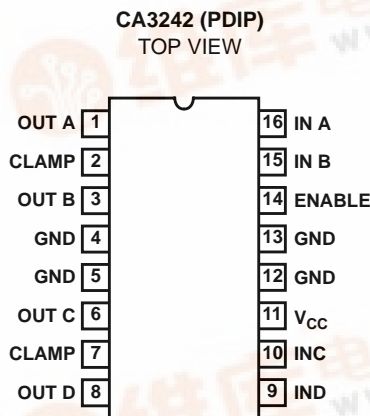 CA3242 (PDIP)
TOP VIEW
OUT A 1 16 IN A
CLAMP 2 15 IN B
OUT B 3 14 ENABLE
GND 4 13 GND
GND 5 12 GND
OUT C 6 11 VCC
CLAMP 7 10 INC
OUT D 8 9 IND